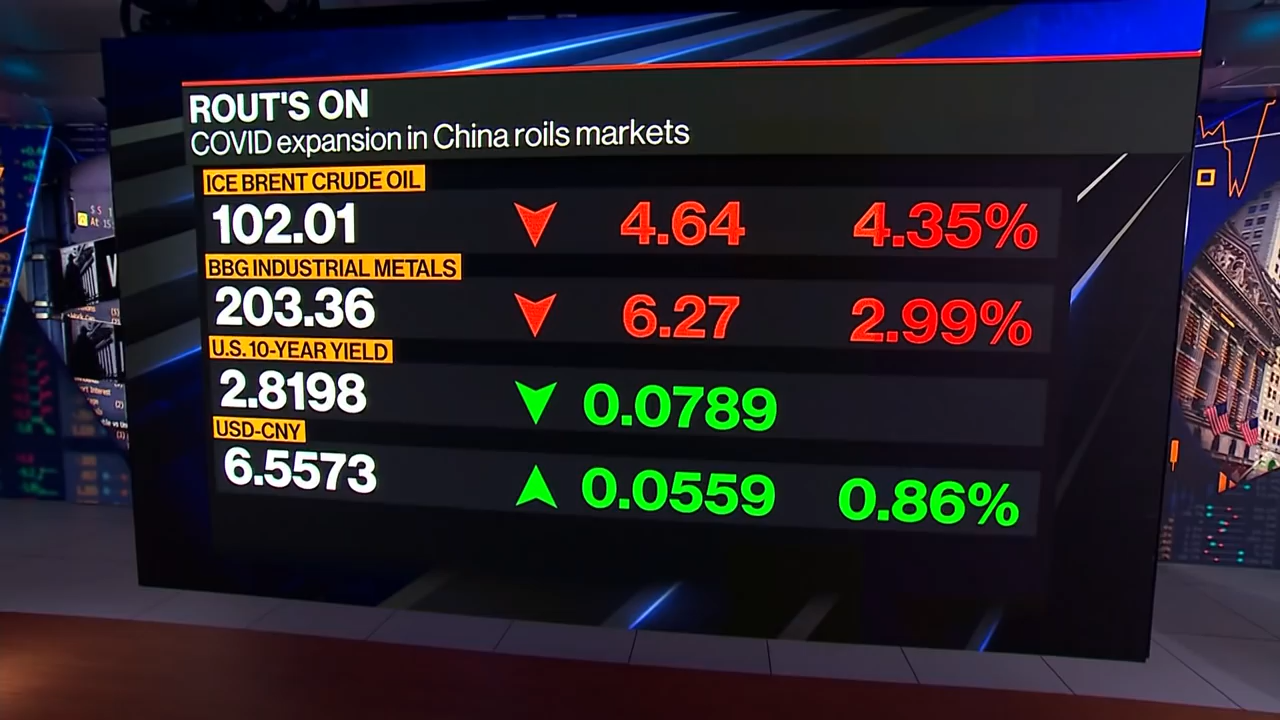 ROUT'S ON
COVID expansion in China roils markets
ICE BRENT CRUDE OIL
102.01 4.64 4.35%
BBG INDUSTRIAL METALS
203.36 6.27 2.99%
U.S. 10-YEAR YIELD
2.8198 0.0789
USD-CNY
6.5573 0.0559 0.86%